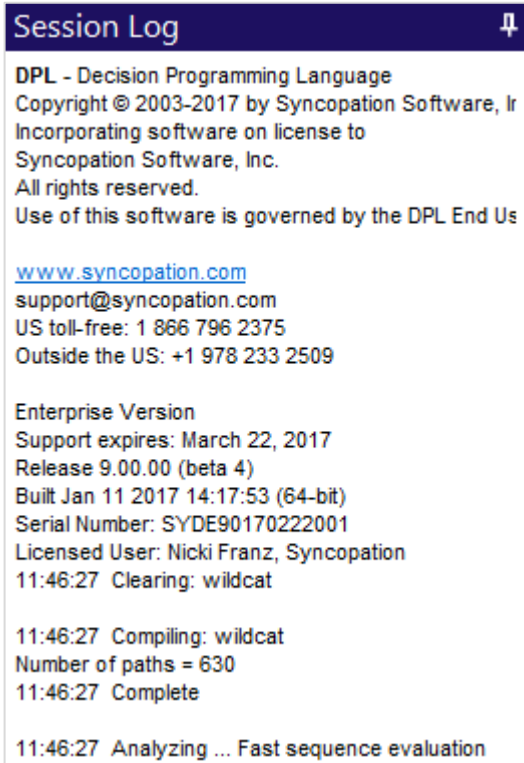 Session Log
DPL - Decision Programming Language
Copyright © 2003-2017 by Syncopation Software, Ir
Incorporating software on license to
Syncopation Software, Inc.
All rights reserved.
Use of this software is governed by the DPL End Us
www.syncopation.com
support@syncopation.com
US toll-free: 1 866 796 2375
Outside the US: +1 978 233 2509
Enterprise Version
Support expires: March 22, 2017
Release 9.00.00 (beta 4)
Built Jan 11 2017 14:17:53 (64-bit)
Serial Number: SYDE90170222001
Licensed User: Nicki Franz, Syncopation
11:46:27 Clearing: wildcat
11:46:27 Compiling: wildcat
Number of paths = 630
11:46:27 Complete
11:46:27 Analyzing ... Fast sequence evaluation